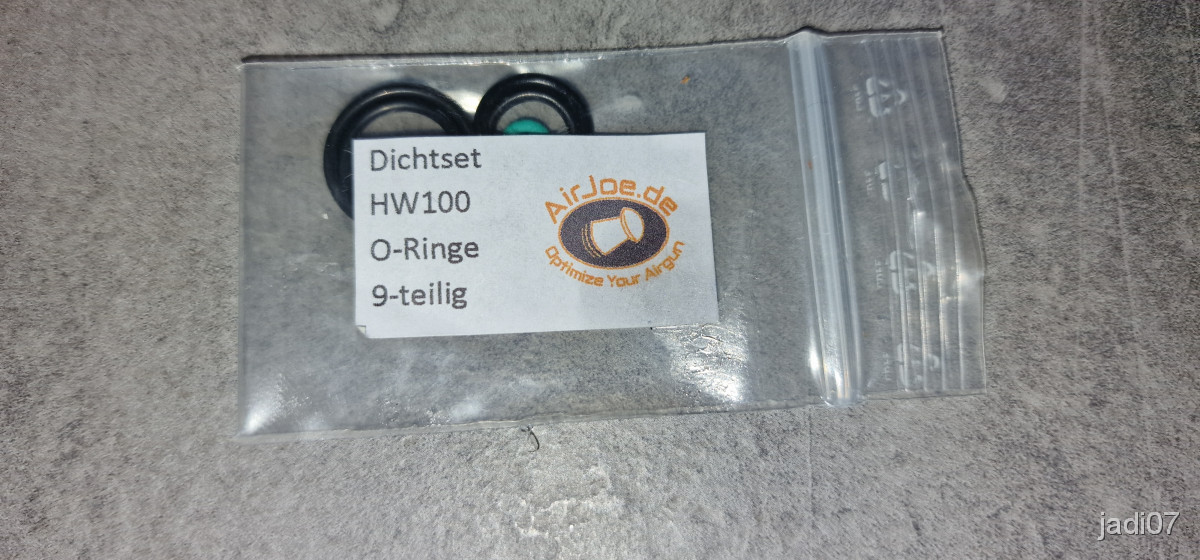 Dichtset
HW100
O-Ringe
9-teilig
AirJoe.de
Optimize Your Airgun
jadi07